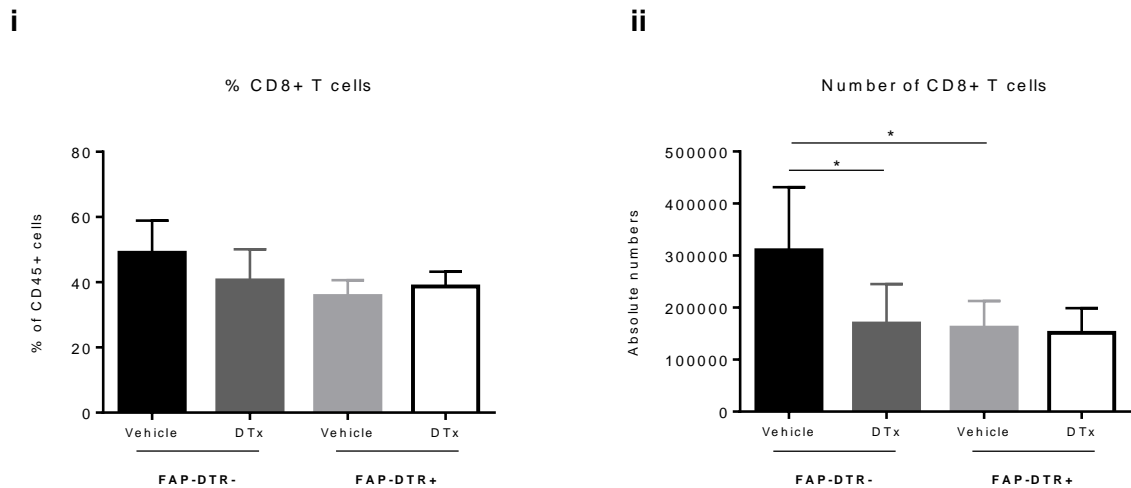 i
% CD8+ T cells
% of CD45+ cells
80
60
40
20
0
Vehicle
DTx
Vehicle
DTx
FAP-DTR-
FAP-DTR+
ii
Number of CD8+ T cells
Absolute numbers
500000
400000
300000
200000
100000
0
*
*
Vehicle
DTx
Vehicle
DTx
FAP-DTR-
FAP-DTR+